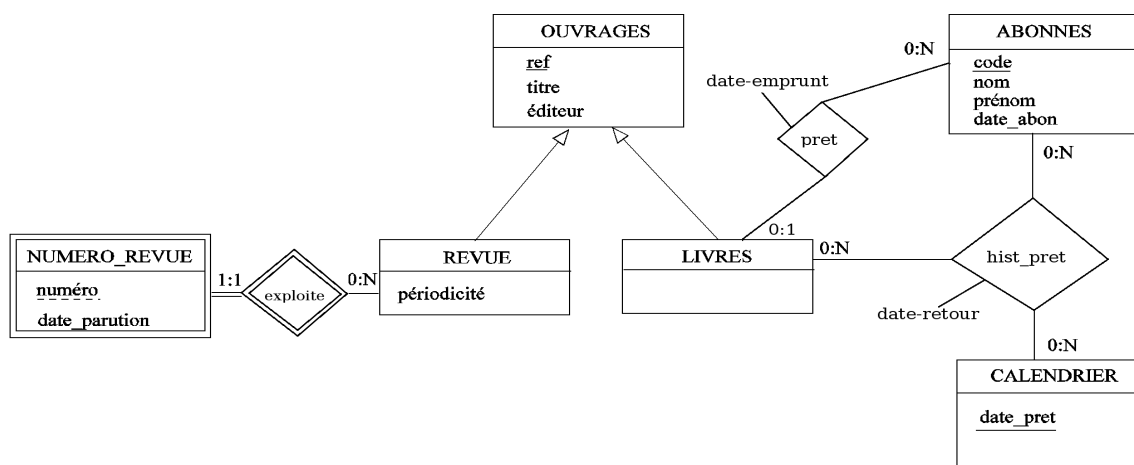 OUVRAGES
ref
titre
éditeur
ABONNES
code
nom
prénom
date_abon
0:N
date-emprunt
pret
0:1
0:N
NUMERO_REVUE
numéro
date_parution
1:1
exploite
0:N
REVUE
périodicité
LIVRES
0:N
hist_pret
date-retour
0:N
CALENDRIER
date_pret